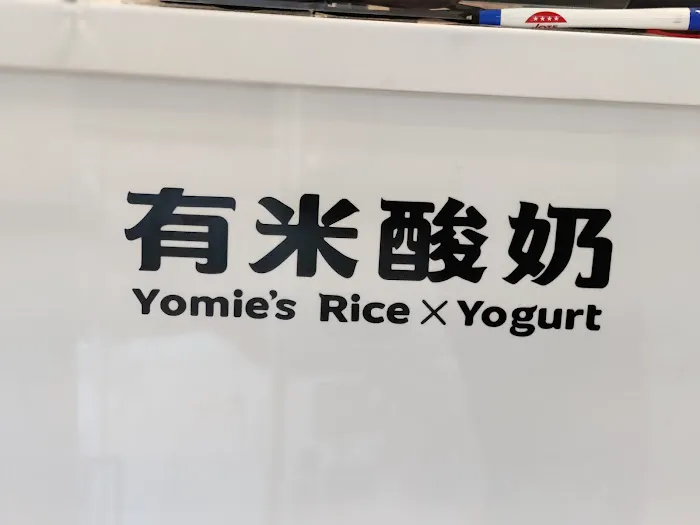 有米酸奶
Yomie's Rice × Yogurt